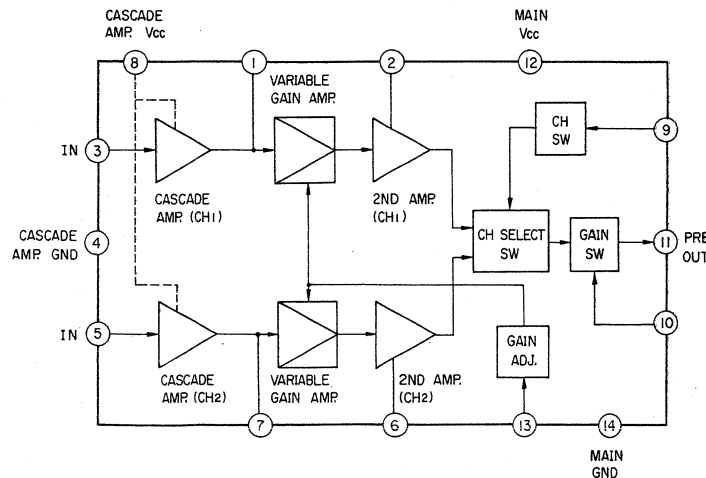 CASCADE
AMP. Vcc
MAIN
Vcc
8
1
2
12
VARIABLE
GAIN AMP.
CH
SW
9
IN
3
CASCADE
AMP. (CH1)
2ND AMP.
(CH1)
CASCADE
AMP. GND
4
CH SELECT
SW
GAIN
SW
11
PRE
OUT
10
IN
5
GAIN
ADJ.
CASCADE
AMP. (CH2)
VARIABLE
GAIN AMP.
2ND AMP.
(CH2)
7
6
13
14
MAIN
GND